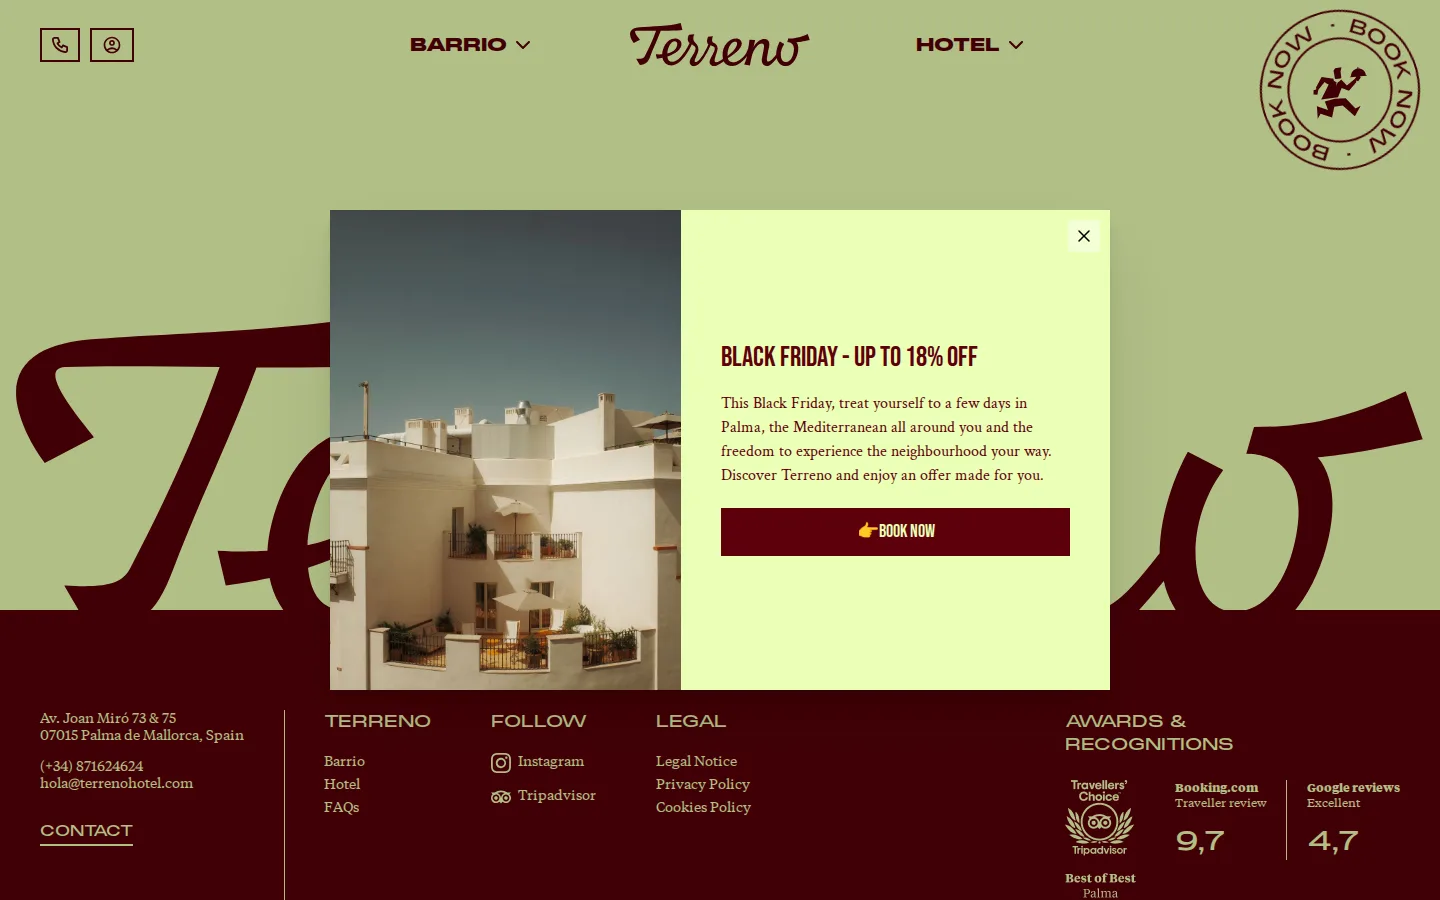 BARRIO
Terreno
HOTEL
BOOK NOW · BOOK NOW ·
BLACK FRIDAY - UP TO 18% OFF
This Black Friday, treat yourself to a few days in
Palma, the Mediterranean all around you and the
freedom to experience the neighbourhood your way.
Discover Terreno and enjoy an offer made for you.
👉BOOK NOW
Av. Joan Miró 73 & 75
07015 Palma de Mallorca, Spain
(+34) 871624624
hola@terrenohotel.com
CONTACT
TERRENO
Barrio
Hotel
FAQs
FOLLOW
Instagram
Tripadvisor
LEGAL
Legal Notice
Privacy Policy
Cookies Policy
AWARDS &
RECOGNITIONS
Travellers'
Choice
Tripadvisor
Best of Best
Palma
Booking.com
Traveller review
9,7
Google reviews
Excellent
4,7